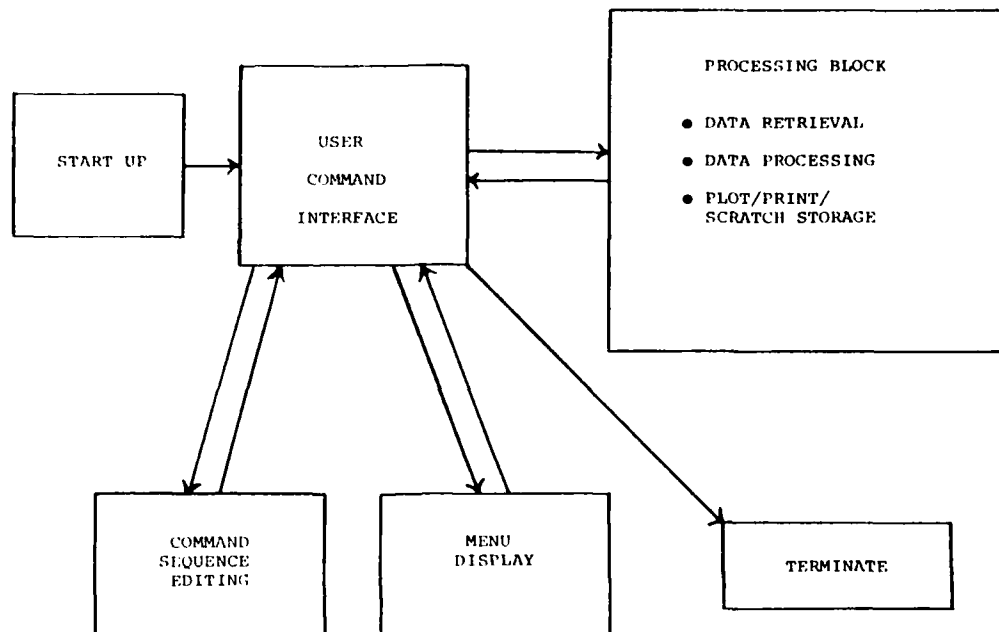 PROCESSING BLOCK
START UP
USER
COMMAND
INTERFACE
● DATA RETRIEVAL
● DATA PROCESSING
● PLOT/PRINT/
SCRATCH STORAGE
COMMAND
SEQUENCE
EDITING
MENU
DISPLAY
TERMINATE